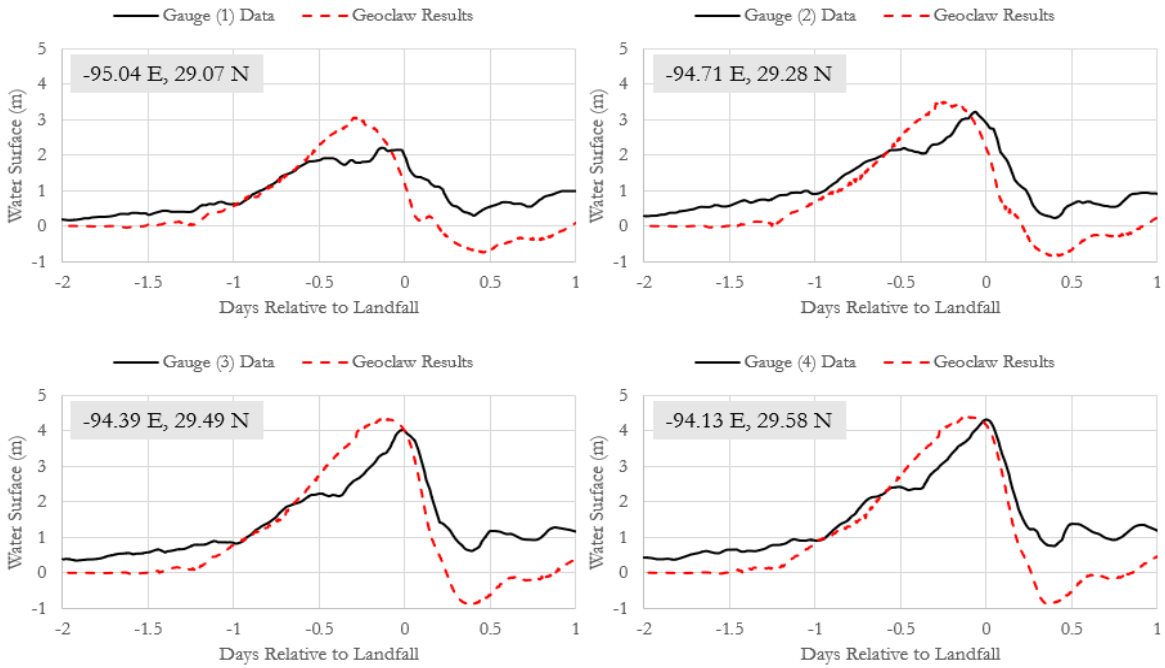 Gauge (1) Data Geoclaw Results
-95.04 E, 29.07 N
Water Surface (m)
5
4
3
2
1
0
-1
-2 -1.5 -1 -0.5 0 0.5 1
Days Relative to Landfall
Gauge (2) Data Geoclaw Results
-94.71 E, 29.28 N
Water Surface (m)
5
4
3
2
1
0
-1
-2 -1.5 -1 -0.5 0 0.5 1
Days Relative to Landfall
Gauge (3) Data Geoclaw Results
-94.39 E, 29.49 N
Water Surface (m)
5
4
3
2
1
0
-1
-2 -1.5 -1 -0.5 0 0.5 1
Days Relative to Landfall
Gauge (4) Data Geoclaw Results
-94.13 E, 29.58 N
Water Surface (m)
5
4
3
2
1
0
-1
-2 -1.5 -1 -0.5 0 0.5 1
Days Relative to Landfall